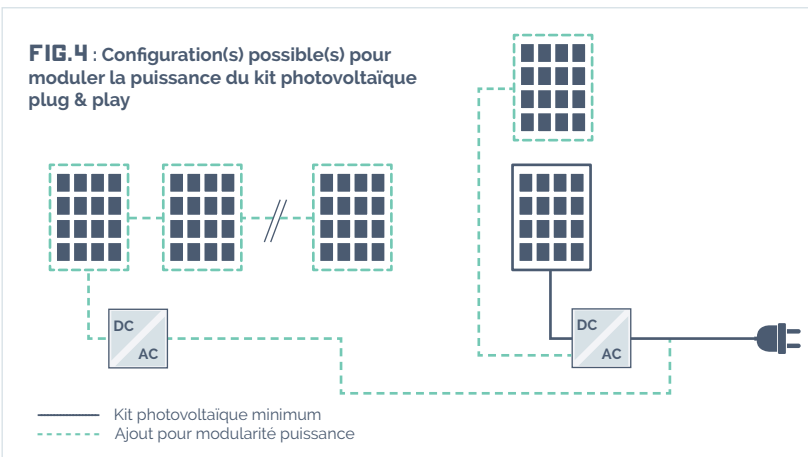 FIG.4 : Configuration(s) possible(s) pour
moduler la puissance du kit photovoltaïque
plug & play
DC
AC
DC
AC
Kit photovoltaïque minimum
Ajout pour modularité puissance